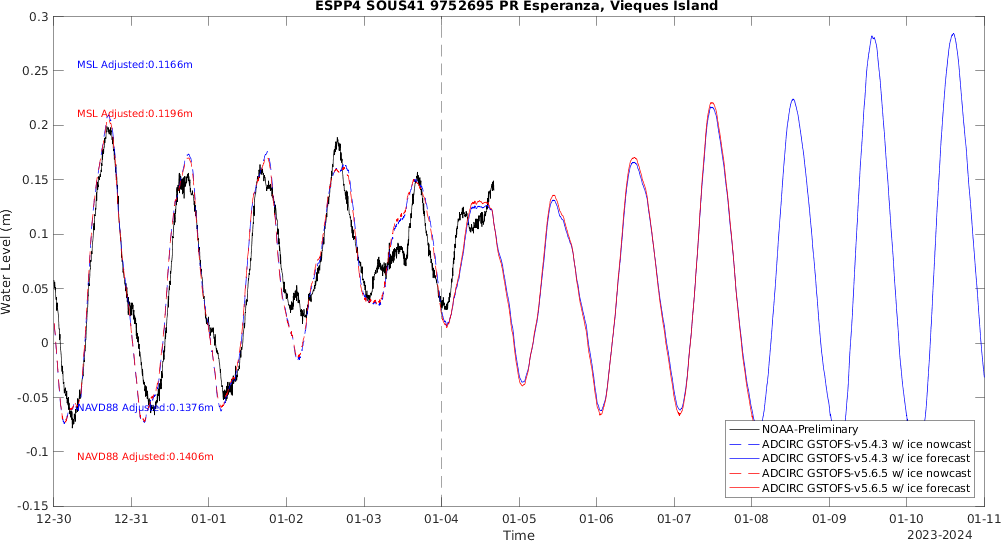 ESPP4 SOUS41 9752695 PR Esperanza, Vieques Island
0.3
0.25
0.2
0.15
0.1
0.05
0
-0.05
-0.1
-0.15
Water Level (m)
MSL Adjusted:0.1166m
MSL Adjusted:0.1196m
NAVD88 Adjusted:0.1376m
NAVD88 Adjusted:0.1406m
NOAA-Preliminary
ADCIRC GSTOFS-v5.4.3 w/ ice nowcast
ADCIRC GSTOFS-v5.4.3 w/ ice forecast
ADCIRC GSTOFS-v5.6.5 w/ ice nowcast
ADCIRC GSTOFS-v5.6.5 w/ ice forecast
12-30 12-31 01-01 01-02 01-03 01-04 01-05 01-06 01-07 01-08 01-09 01-10 01-11
Time
2023-2024